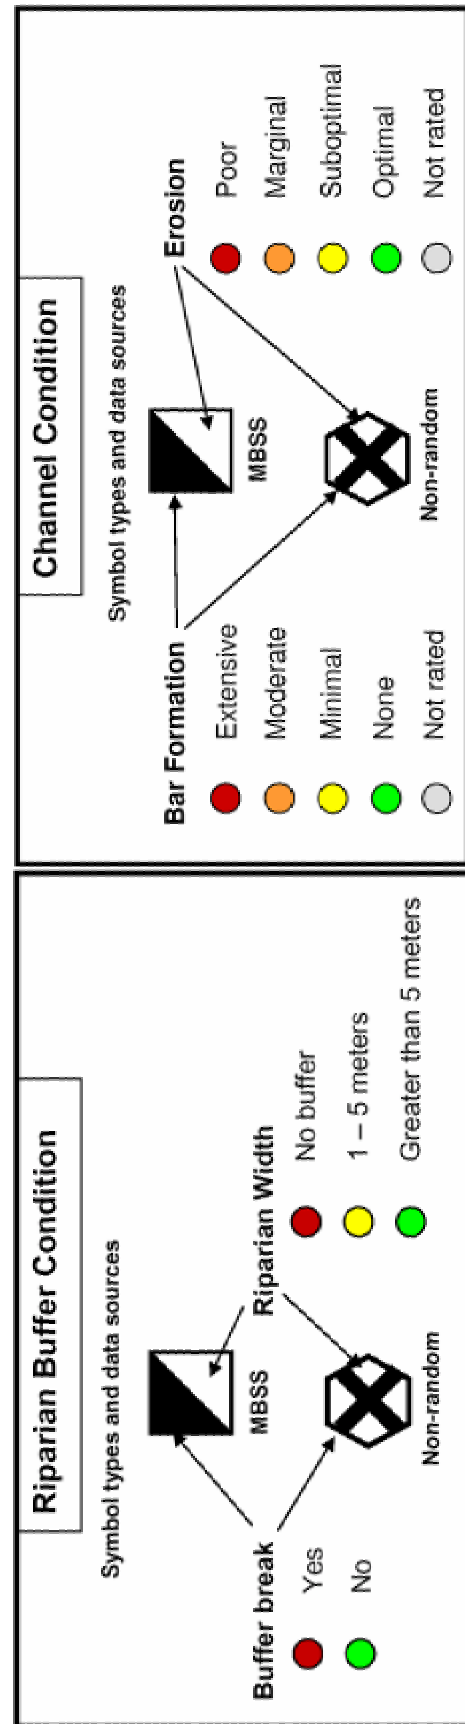 Riparian Buffer Condition
Symbol types and data sources
Buffer break
Yes
No
MBSS
Non-random
Riparian Width
No buffer
1 – 5 meters
Greater than 5 meters
Channel Condition
Symbol types and data sources
Bar Formation
Extensive
Moderate
Minimal
None
Not rated
MBSS
Non-random
Erosion
Poor
Marginal
Suboptimal
Optimal
Not rated